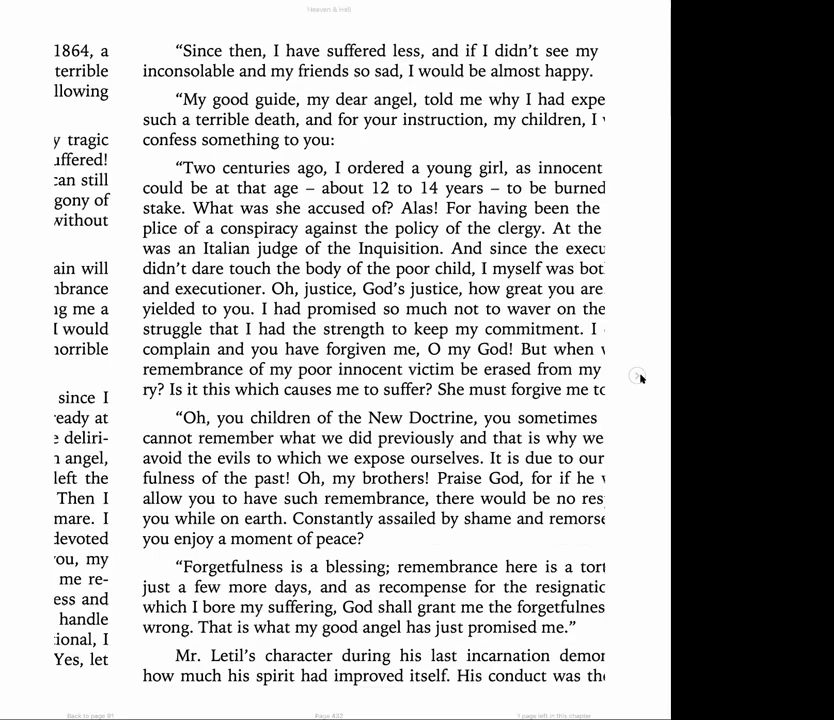 Heaven & Hell
1864, a
terrible
llowing
y tragic
uffered!
can still
gony of
without
ain will
nbrance
ng me a
I would
horrible
since I
ready at
e deliri-
n angel,
left the
Then I
mare. I
devoted
ou, my
me re-
ess and
handle
tional, I
Yes, let
“Since then, I have suffered less, and if I didn’t see my
inconsolable and my friends so sad, I would be almost happy.
“My good guide, my dear angel, told me why I had expe
such a terrible death, and for your instruction, my children, I
confess something to you:
“Two centuries ago, I ordered a young girl, as innocent
could be at that age – about 12 to 14 years – to be burned
stake. What was she accused of? Alas! For having been the
plice of a conspiracy against the policy of the clergy. At the
was an Italian judge of the Inquisition. And since the execu
didn’t dare touch the body of the poor child, I myself was bot
and executioner. Oh, justice, God’s justice, how great you are
yielded to you. I had promised so much not to waver on the
struggle that I had the strength to keep my commitment. I
complain and you have forgiven me, O my God! But when
remembrance of my poor innocent victim be erased from my
ry? Is it this which causes me to suffer? She must forgive me to
“Oh, you children of the New Doctrine, you sometimes
cannot remember what we did previously and that is why we
avoid the evils to which we expose ourselves. It is due to our
fulness of the past! Oh, my brothers! Praise God, for if he
allow you to have such remembrance, there would be no res
you while on earth. Constantly assailed by shame and remorse
you enjoy a moment of peace?
“Forgetfulness is a blessing; remembrance here is a tort
just a few more days, and as recompense for the resignatio
which I bore my suffering, God shall grant me the forgetfulnes
wrong. That is what my good angel has just promised me.”
Mr. Letil’s character during his last incarnation demon
how much his spirit had improved itself. His conduct was the
Back to page 91
Page 432
1 page left in this chapter